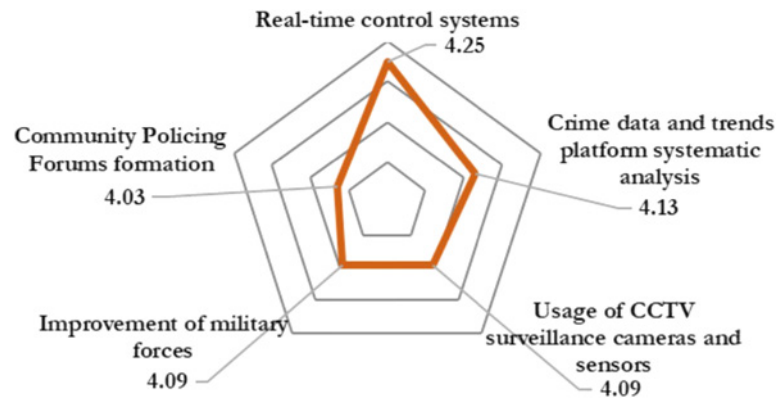 Real-time control systems
4.25
Crime data and trends
platform systematic
analysis
4.13
Usage of CCTV
surveillance cameras and
sensors
4.09
Improvement of military
forces
4.09
Community Policing
Forums formation
4.03